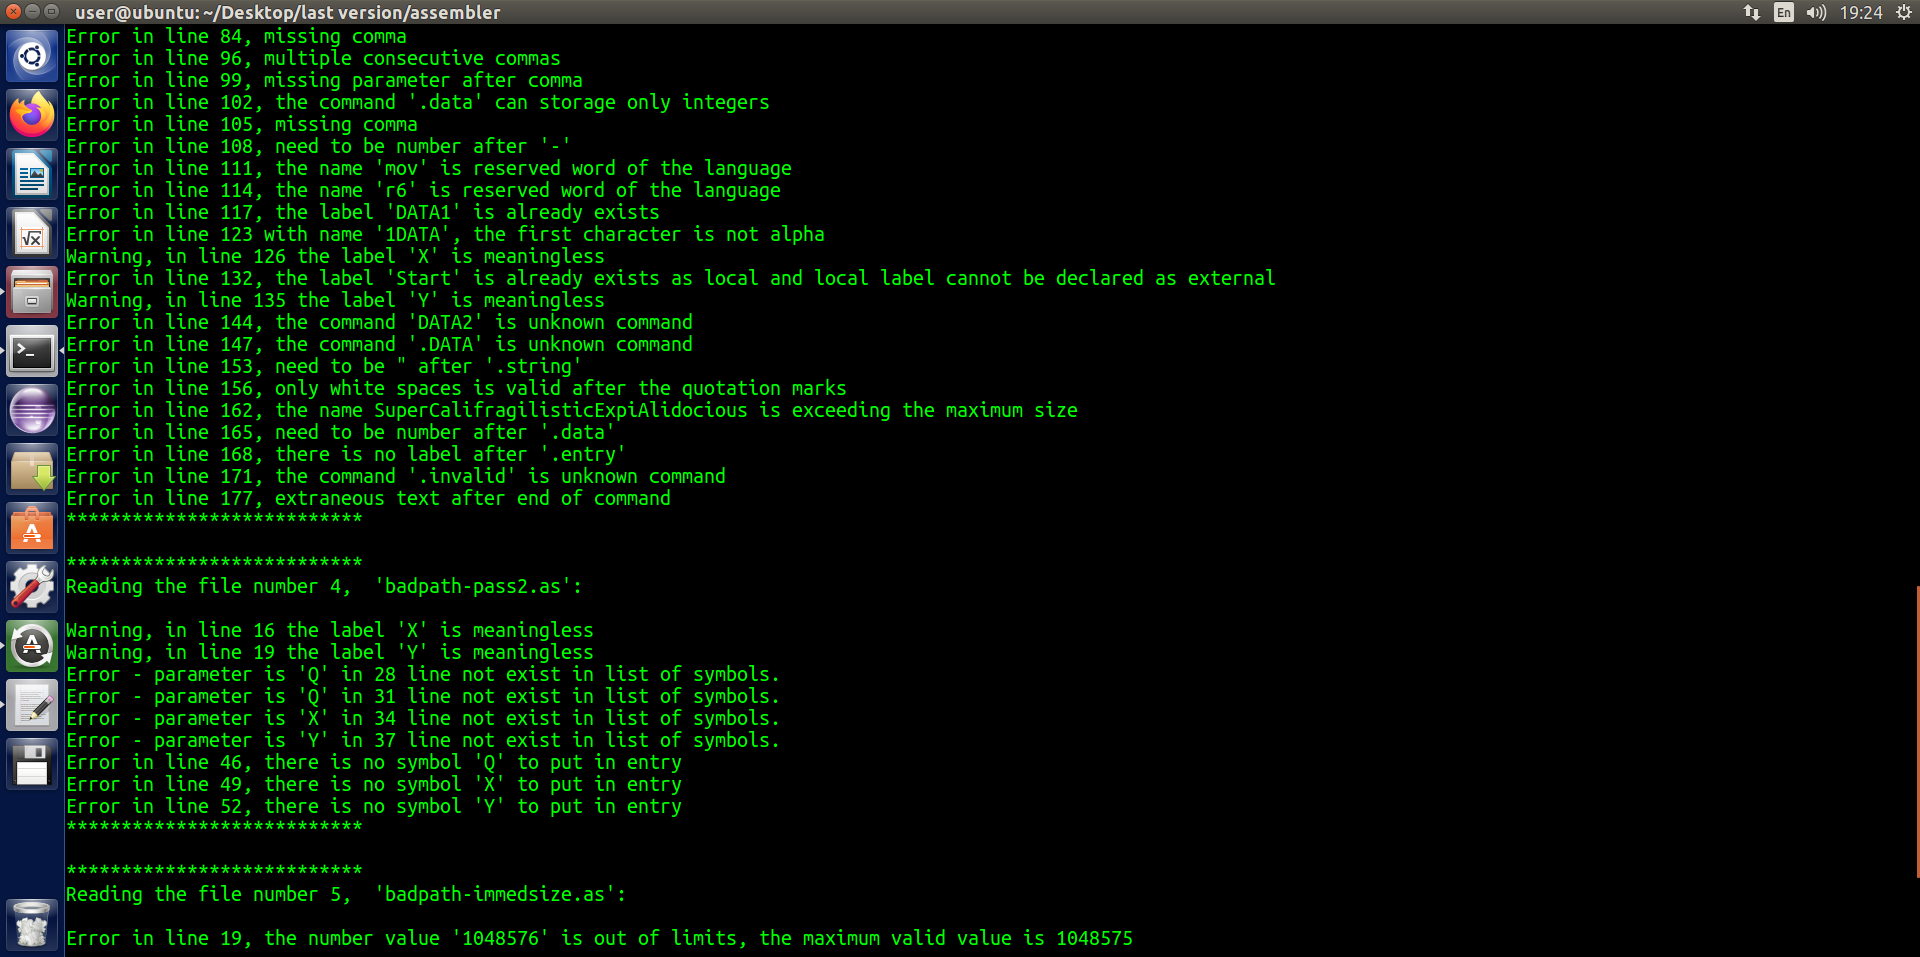 user@ubuntu: ~/Desktop/last version/assembler
En
19:24
Error in line 84, missing comma
Error in line 96, multiple consecutive commas
Error in line 99, missing parameter after comma
Error in line 102, the command '.data' can storage only integers
Error in line 105, missing comma
Error in line 108, need to be number after '-'
Error in line 111, the name 'mov' is reserved word of the language
Error in line 114, the name 'r6' is reserved word of the language
Error in line 117, the label 'DATA1' is already exists
Error in line 123 with name '1DATA', the first character is not alpha
Warning, in line 126 the label 'X' is meaningless
Error in line 132, the label 'Start' is already exists as local and local label cannot be declared as external
Warning, in line 135 the label 'Y' is meaningless
Error in line 144, the command 'DATA2' is unknown command
Error in line 147, the command '.DATA' is unknown command
Error in line 153, need to be " after '.string'
Error in line 156, only white spaces is valid after the quotation marks
Error in line 162, the name SuperCalifragilisticExpiAlidocious is exceeding the maximum size
Error in line 165, need to be number after '.data'
Error in line 168, there is no label after '.entry'
Error in line 171, the command '.invalid' is unknown command
Error in line 177, extraneous text after end of command
***************************
***************************
Reading the file number 4,  'badpath-pass2.as':
Warning, in line 16 the label 'X' is meaningless
Warning, in line 19 the label 'Y' is meaningless
Error - parameter is 'Q' in 28 line not exist in list of symbols.
Error - parameter is 'Q' in 31 line not exist in list of symbols.
Error - parameter is 'X' in 34 line not exist in list of symbols.
Error - parameter is 'Y' in 37 line not exist in list of symbols.
Error in line 46, there is no symbol 'Q' to put in entry
Error in line 49, there is no symbol 'X' to put in entry
Error in line 52, there is no symbol 'Y' to put in entry
***************************
***************************
Reading the file number 5,  'badpath-immedsize.as':
Error in line 19, the number value '1048576' is out of limits, the maximum valid value is 1048575